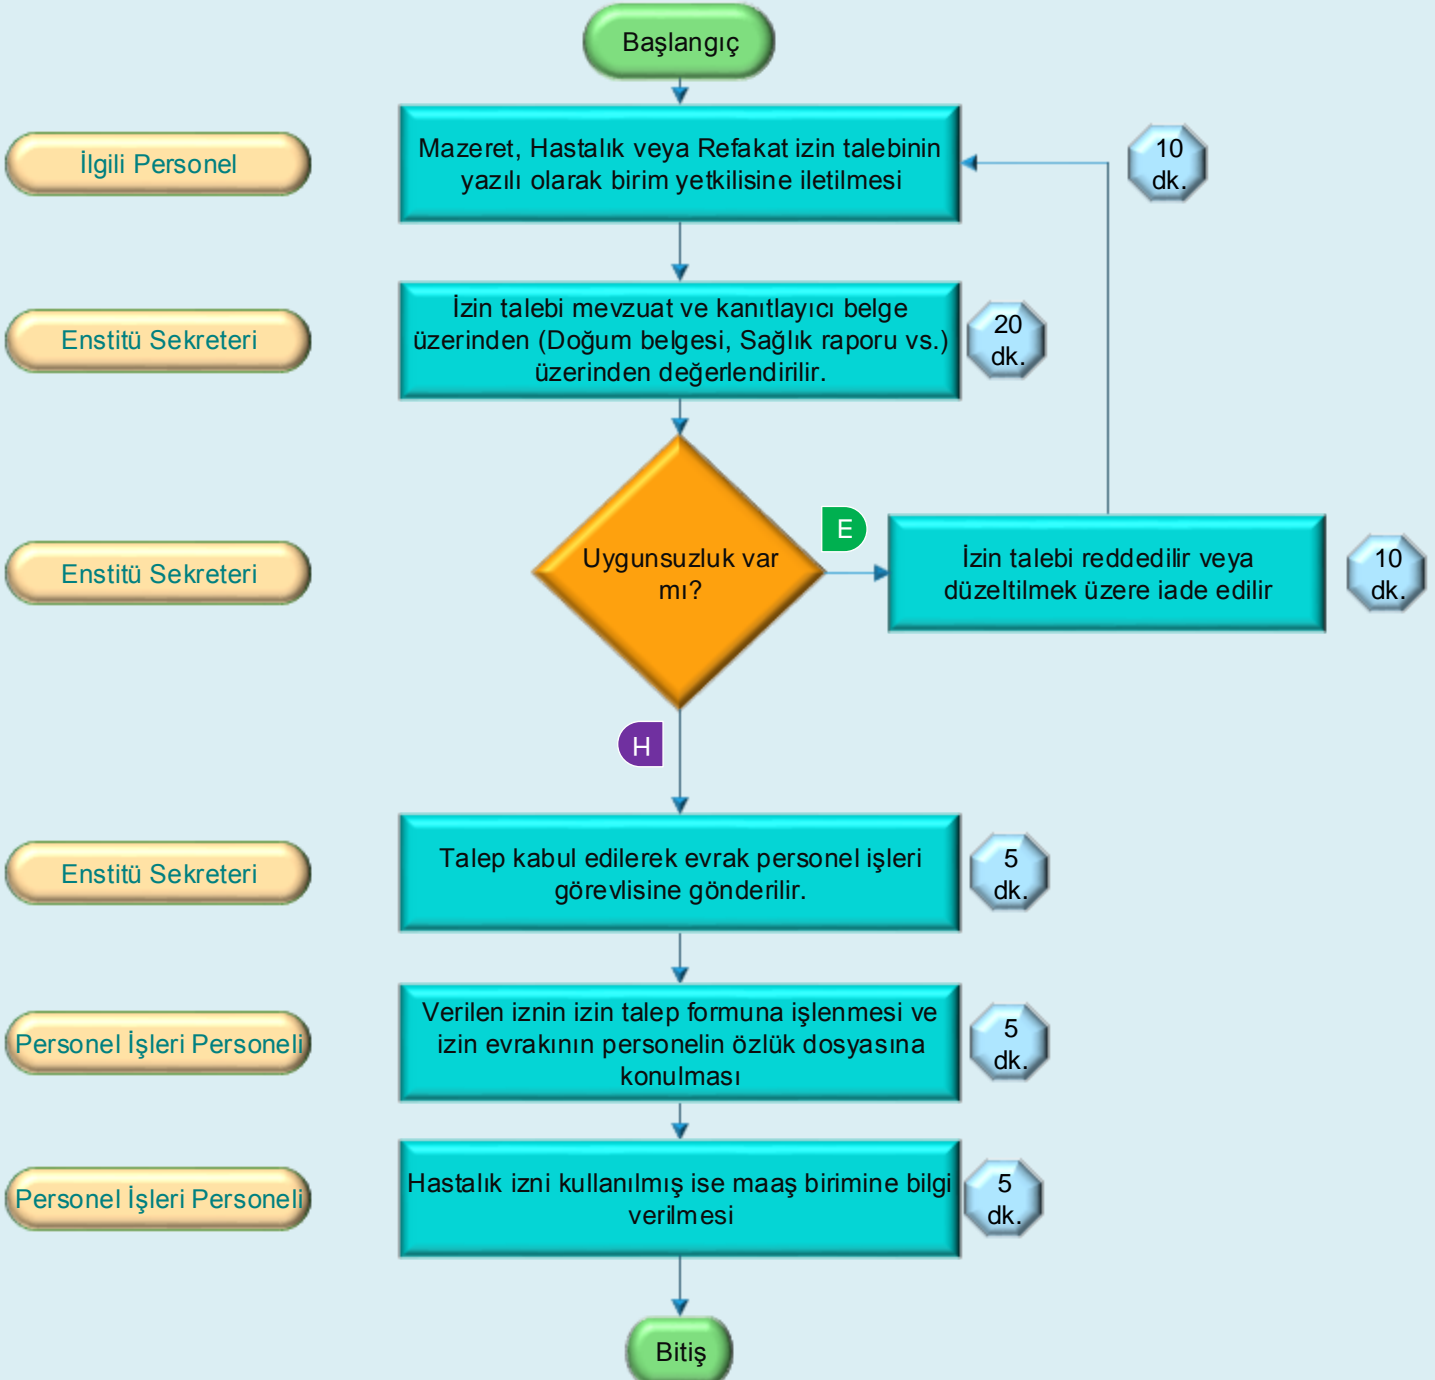 Başlangıç
İlgili Personel
Mazeret, Hastalık veya Refakat izin talebinin
yazılı olarak birim yetkilisine iletilmesi
10
dk.
Enstitü Sekreteri
İzin talebi mevzuat ve kanıtlayıcı belge
üzerinden (Doğum belgesi, Sağlık raporu vs.)
üzerinden değerlendirilir.
20
dk.
Enstitü Sekreteri
Uygunsuzluk var
mı?
E
İzin talebi reddedilir veya
düzeltilmek üzere iade edilir
10
dk.
H
Enstitü Sekreteri
Talep kabul edilerek evrak personel işleri
görevlisine gönderilir.
5
dk.
Personel İşleri Personeli
Verilen iznin izin talep formuna işlenmesi ve
izin evrakının personelin özlük dosyasına
konulması
5
dk.
Personel İşleri Personeli
Hastalık izni kullanılmış ise maaş birimine bilgi
verilmesi
5
dk.
Bitiş